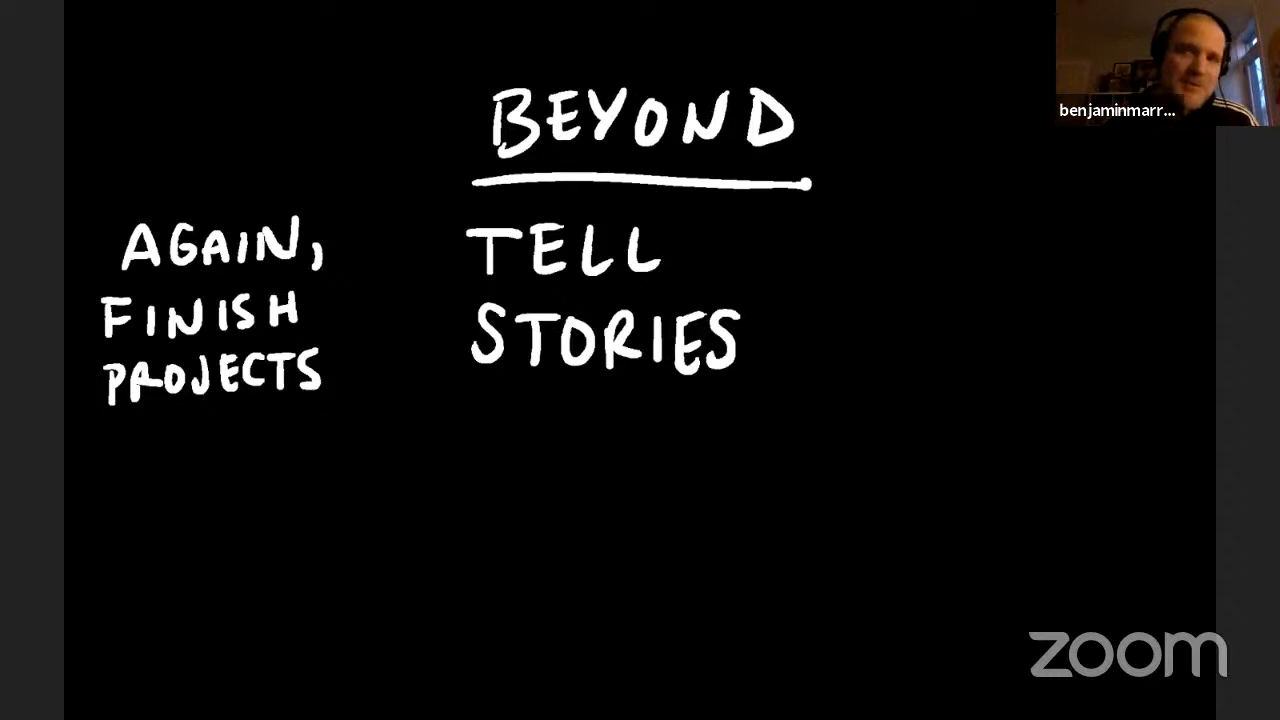 BEYOND
TELL
STORIES
AGAIN,
FINISH
PROJECTS
benjaminmarr...
zoom